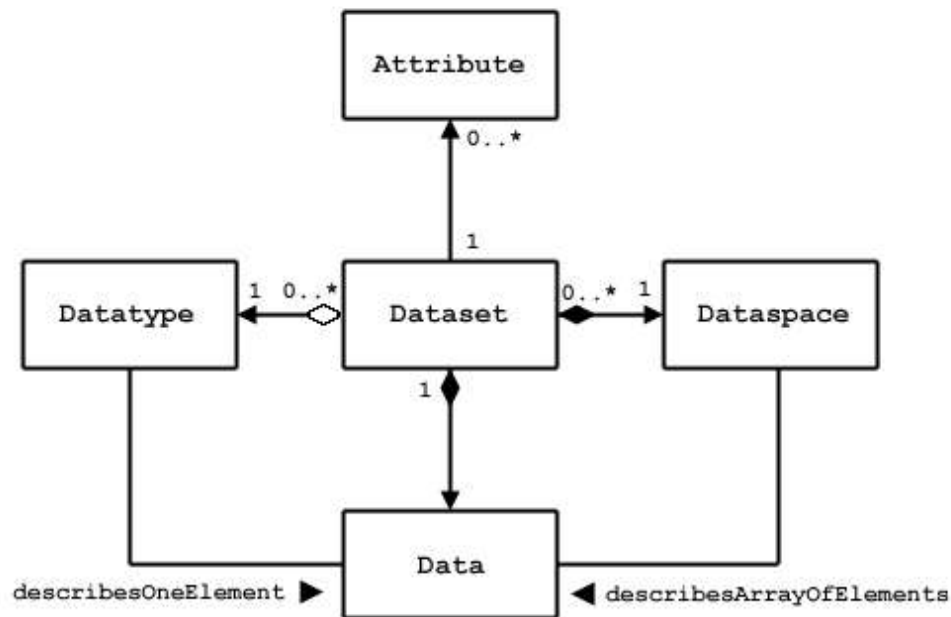 Attribute
0..*
1
Datatype
1
0..*
Dataset
0..*
1
Dataspace
1
Data
describesOneElement ▶
◀ describesArrayOfElements